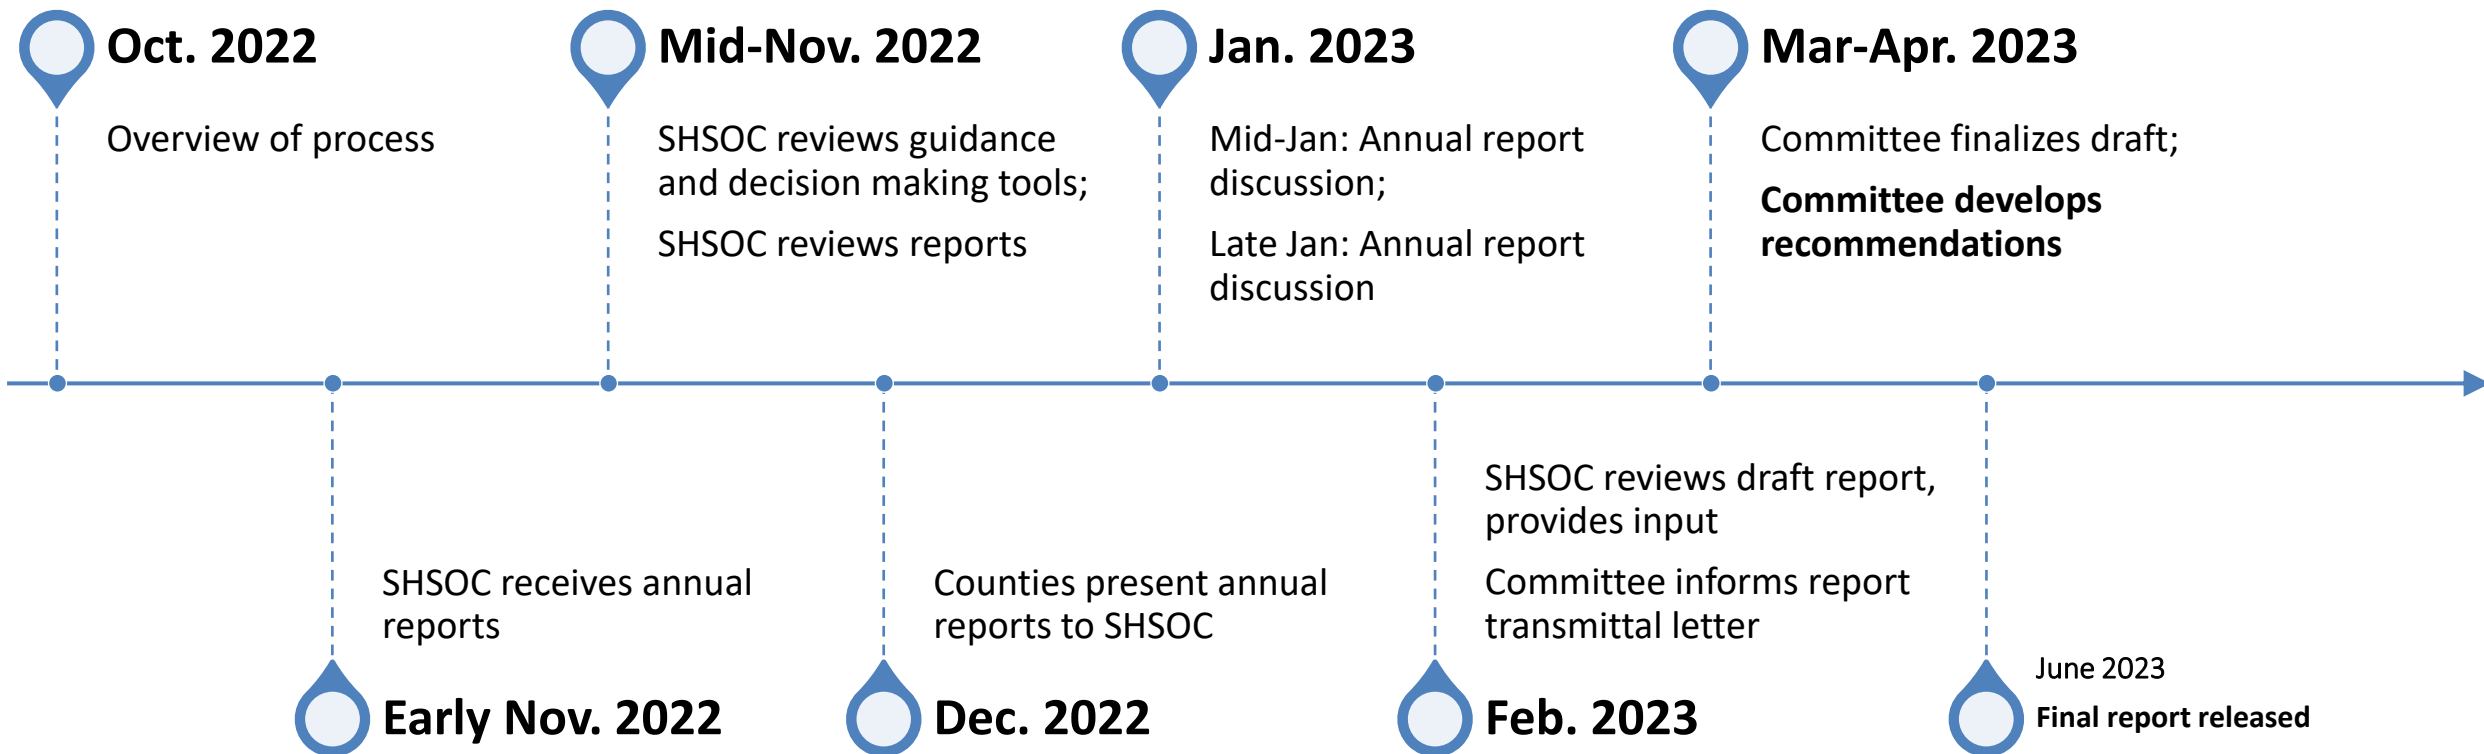 Oct. 2022
Overview of process
Mid-Nov. 2022
SHSOC reviews guidance
and decision making tools;
SHSOC reviews reports
Jan. 2023
Mid-Jan: Annual report
discussion;
Late Jan: Annual report
discussion
Mar-Apr. 2023
Committee finalizes draft;
Committee develops
recommendations
SHSOC receives annual
reports
Early Nov. 2022
Counties present annual
reports to SHSOC
Dec. 2022
SHSOC reviews draft report,
provides input
Committee informs report
transmittal letter
Feb. 2023
June 2023
Final report released